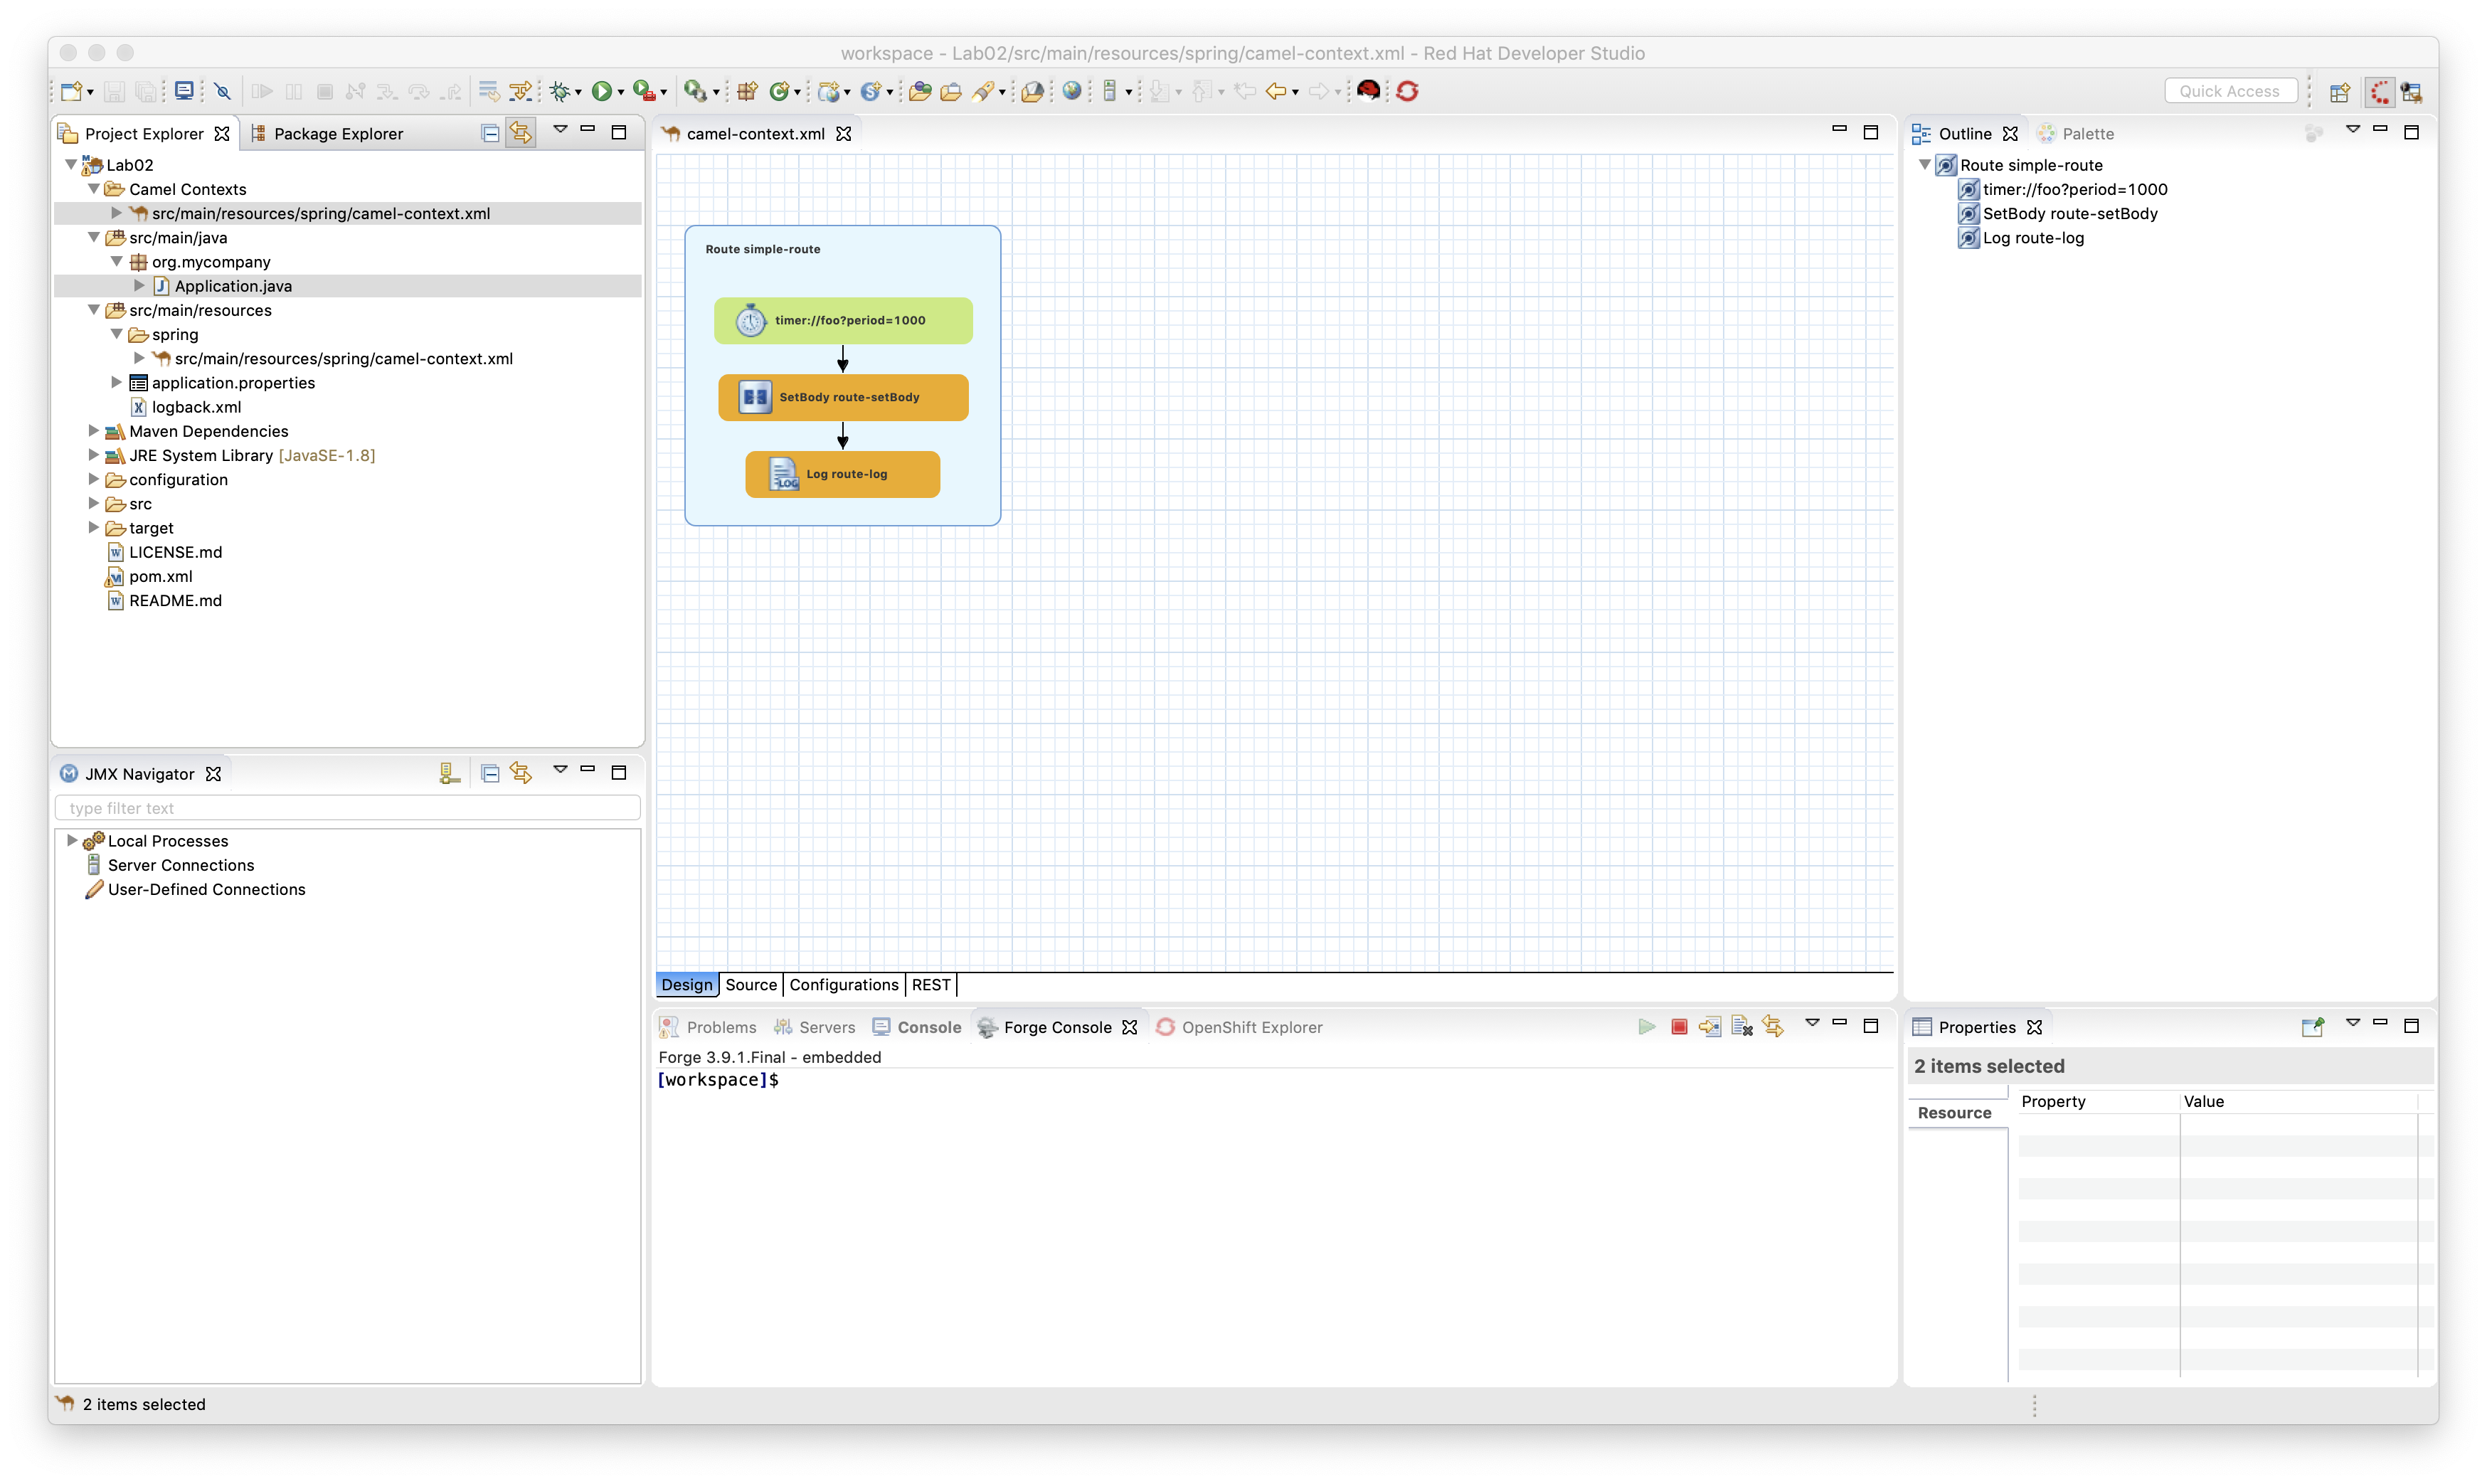 workspace - Lab02/src/main/resources/spring/camel-context.xml - Red Hat Developer Studio
Quick Access
Project Explorer
Package Explorer
Lab02
Camel Contexts
src/main/resources/spring/camel-context.xml
src/main/java
org.mycompany
Application.java
src/main/resources
spring
src/main/resources/spring/camel-context.xml
application.properties
logback.xml
Maven Dependencies
JRE System Library [JavaSE-1.8]
configuration
src
target
LICENSE.md
pom.xml
README.md
JMX Navigator
type filter text
Local Processes
Server Connections
User-Defined Connections
camel-context.xml
Route simple-route
timer://foo?period=1000
SetBody route-setBody
LOG
Log route-log
Design
Source
Configurations
REST
Problems
Servers
Console
Forge Console
OpenShift Explorer
Forge 3.9.1.Final - embedded
[workspace]$
Outline
Palette
Route simple-route
timer://foo?period=1000
SetBody route-setBody
Log route-log
Properties
2 items selected
Resource
Property
Value
2 items selected